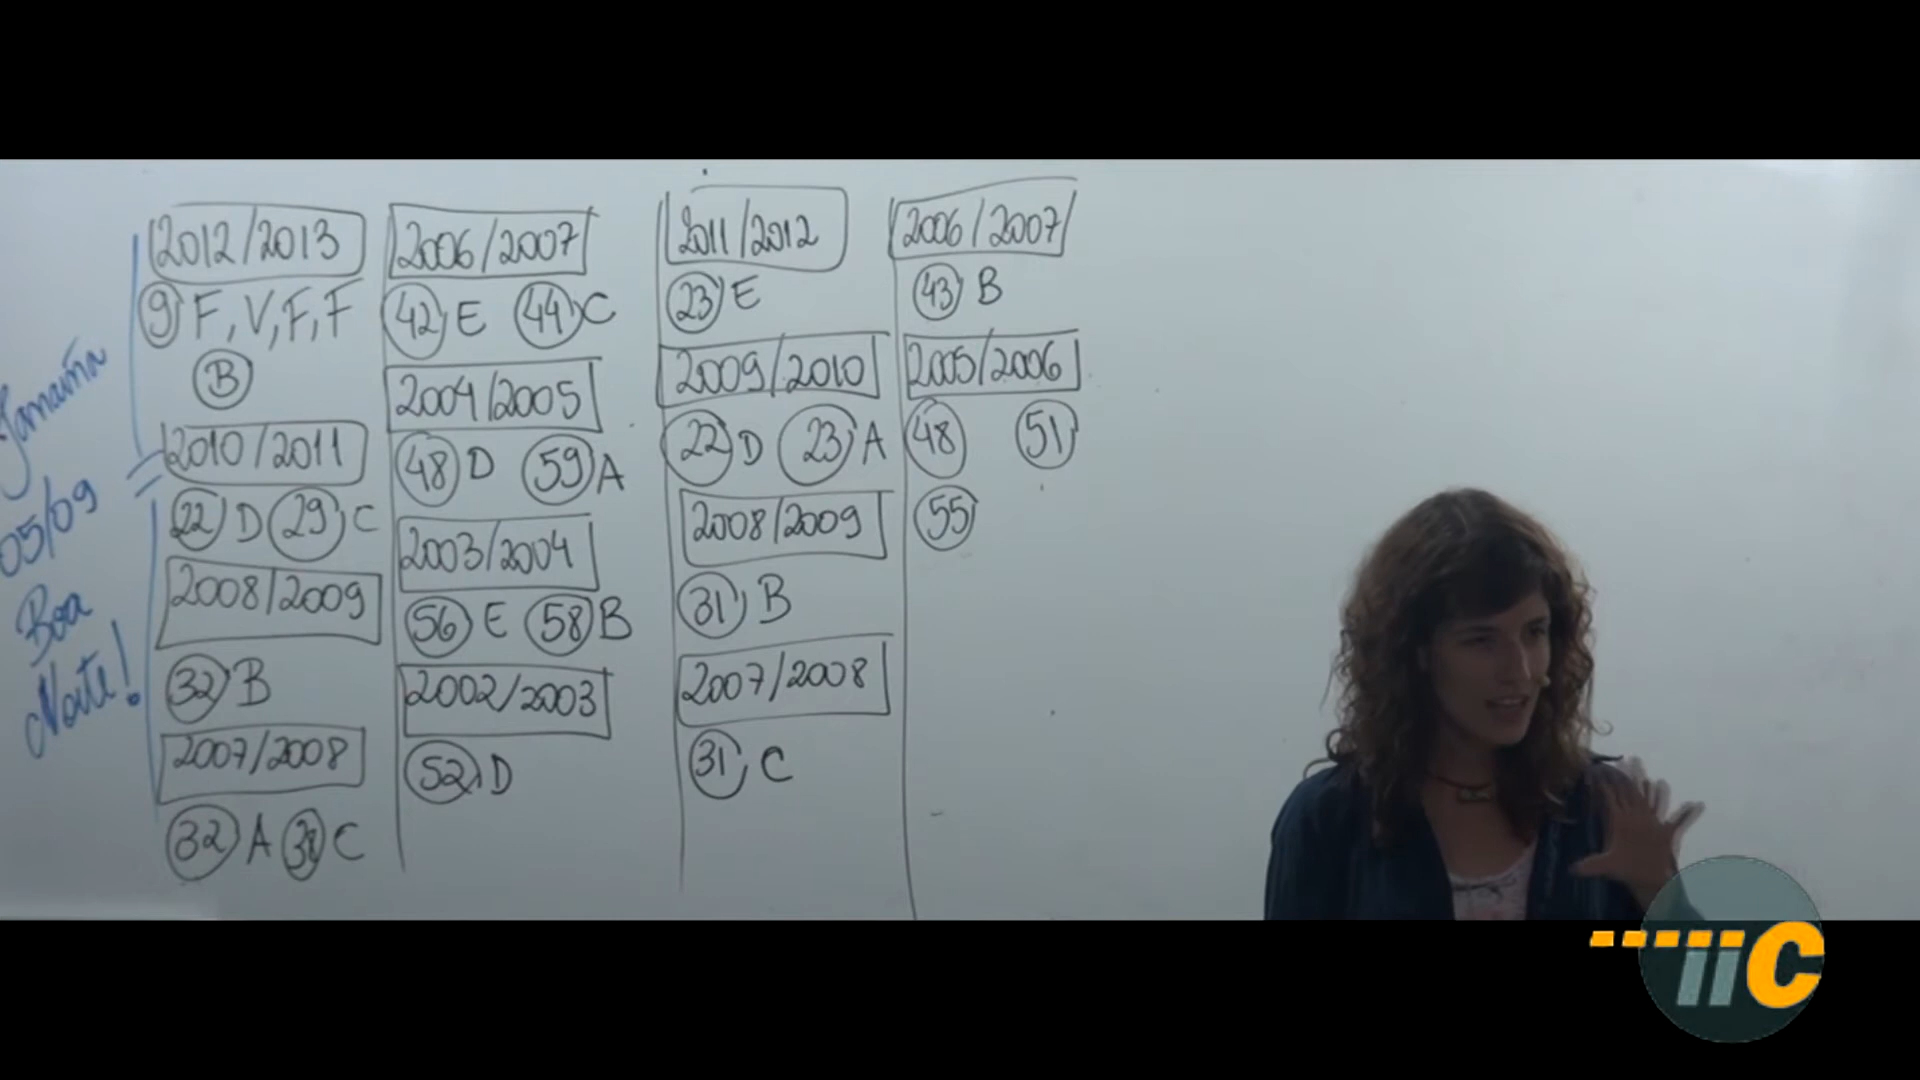 Janaína
05/09
Boa
Noite!
2012/2013
9 F, V, F, F
B
2010/2011
22 D 29 C
2008/2009
32 B
2007/2008
32 A C
2006/2007
42 E 44 C
2004/2005
48 D 59 A
2003/2004
56 E 58 B
2002/2003
52 D
2011/2012
23 E
2009/2010
22 D 23 A
2008/2009
31 B
2007/2008
31 C
2006/2007
43 B
2005/2006
48 51
55
iiC